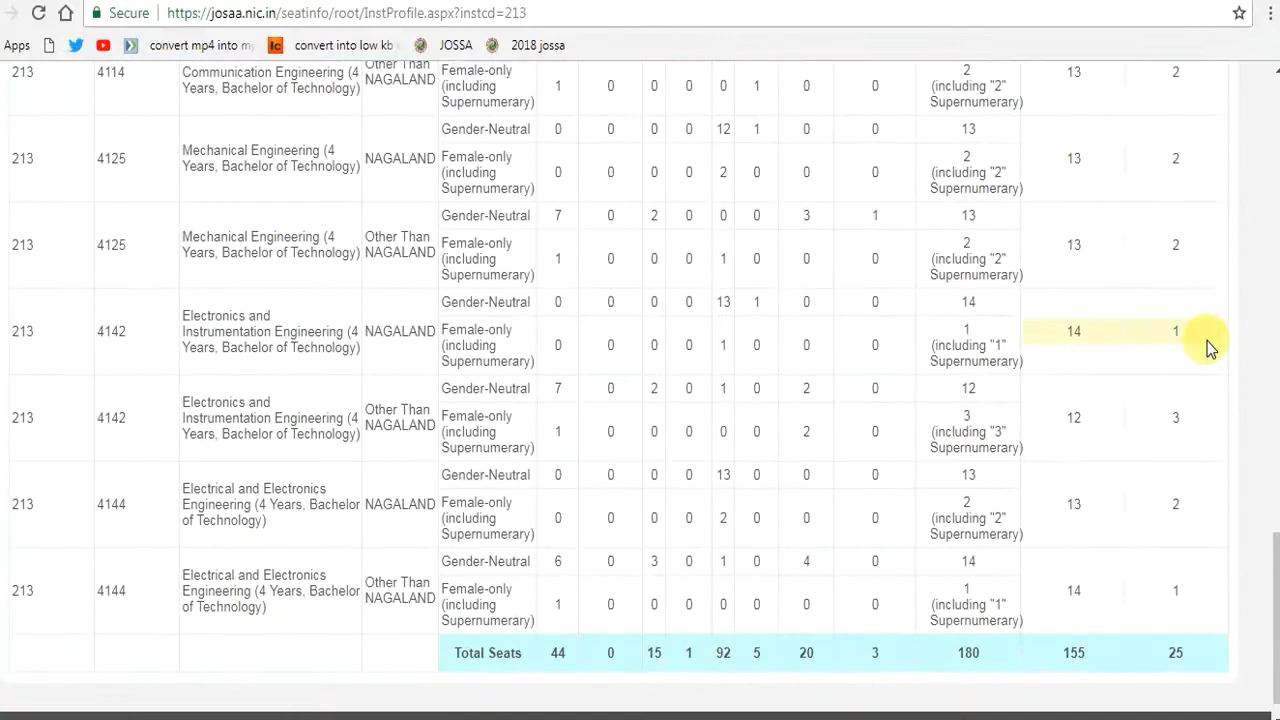 Secure https://josaa.nic.in/seatinfo/root/InstProfile.aspx?instcd=213
Apps convert mp4 into m convert into low kb JOSSA 2018 jossa
213 4114 Communication Engineering (4 Years, Bachelor of Technology) Other Than NAGALAND Female-only (including Supernumerary) 1 0 0 0 0 1 0 0 2 (including "2" Supernumerary) 13 2
Gender-Neutral 0 0 0 0 12 1 0 0 13
213 4125 Mechanical Engineering (4 Years, Bachelor of Technology) NAGALAND Female-only (including Supernumerary) 0 0 0 0 2 0 0 0 2 (including "2" Supernumerary) 13 2
Gender-Neutral 7 0 2 0 0 0 3 1 13
213 4125 Mechanical Engineering (4 Years, Bachelor of Technology) Other Than NAGALAND Female-only (including Supernumerary) 1 0 0 0 1 0 0 0 2 (including "2" Supernumerary) 13 2
Gender-Neutral 0 0 0 0 13 1 0 0 14
213 4142 Electronics and Instrumentation Engineering (4 Years, Bachelor of Technology) NAGALAND Female-only (including Supernumerary) 0 0 0 0 1 0 0 0 1 (including "1" Supernumerary) 14 1
Gender-Neutral 7 0 2 0 1 0 2 0 12
213 4142 Electronics and Instrumentation Engineering (4 Years, Bachelor of Technology) Other Than NAGALAND Female-only (including Supernumerary) 1 0 0 0 0 0 2 0 3 (including "3" Supernumerary) 12 3
Gender-Neutral 0 0 0 0 13 0 0 0 13
213 4144 Electrical and Electronics Engineering (4 Years, Bachelor of Technology) NAGALAND Female-only (including Supernumerary) 0 0 0 0 2 0 0 0 2 (including "2" Supernumerary) 13 2
Gender-Neutral 6 0 3 0 1 0 4 0 14
213 4144 Electrical and Electronics Engineering (4 Years, Bachelor of Technology) Other Than NAGALAND Female-only (including Supernumerary) 1 0 0 0 0 0 0 0 1 (including "1" Supernumerary) 14 1
Total Seats 44 0 15 1 92 5 20 3 180 155 25